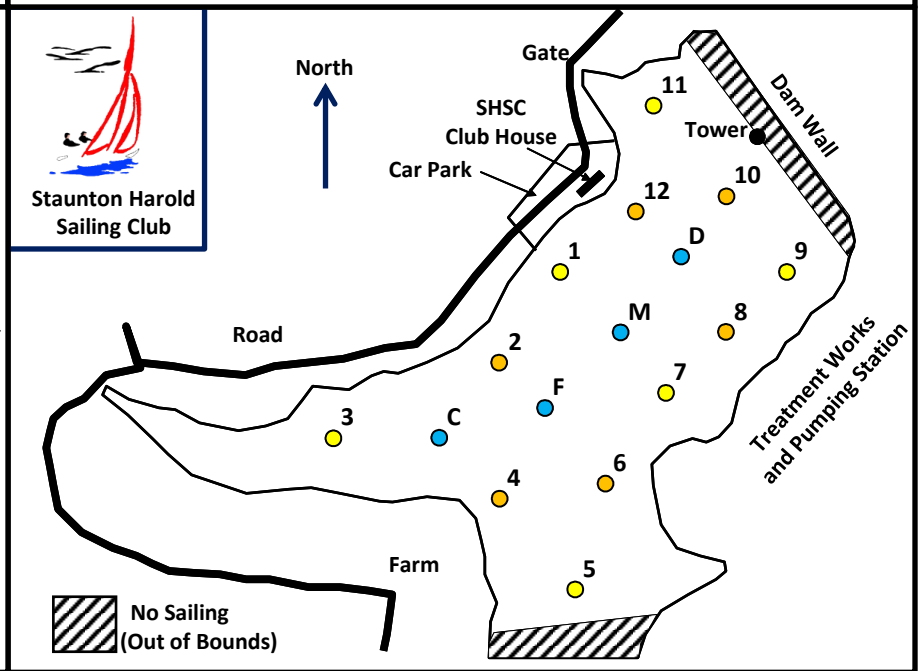 Staunton Harold
Sailing Club
North
Gate
SHSC
Club House
Car Park
Tower
Dam Wall
11
12
10
D
1
9
M
8
Road
2
7
F
3
C
4
6
Treatment Works
and Pumping Station
Farm
5
No Sailing
(Out of Bounds)